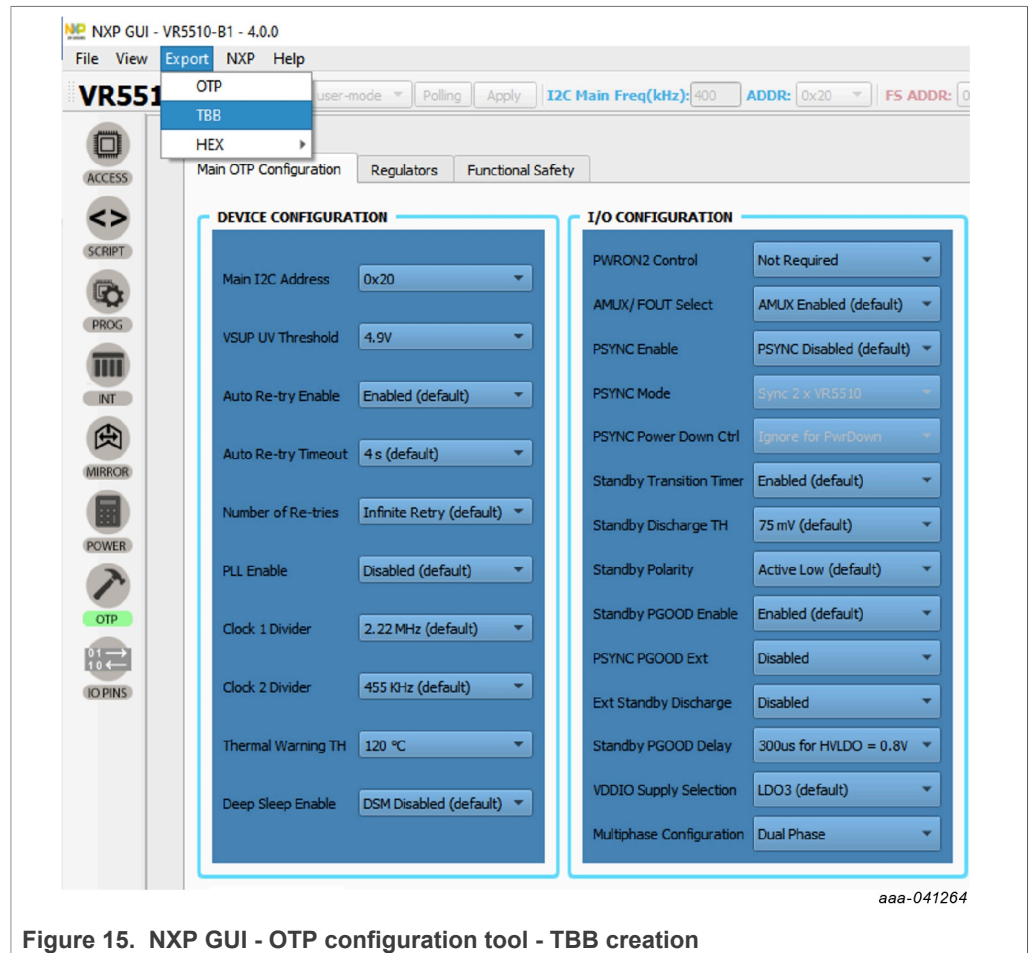 NXP GUI - VR5510-B1 - 4.0.0
File View Export NXP Help
OTP
TBB
HEX
user-mode Polling Apply I2C Main Freq(kHz): 400 ADDR: 0x20 FS ADDR:
Main OTP Configuration Regulators Functional Safety
ACCESS
SCRIPT
PROG
INT
MIRROR
POWER
OTP
01
10
IO PINS
DEVICE CONFIGURATION
Main I2C Address 0x20
VSUP UV Threshold 4.9V
Auto Re-try Enable Enabled (default)
Auto Re-try Timeout 4 s (default)
Number of Re-tries Infinite Retry (default)
PLL Enable Disabled (default)
Clock 1 Divider 2.22 MHz (default)
Clock 2 Divider 455 KHz (default)
Thermal Warning TH 120 °C
Deep Sleep Enable DSM Disabled (default)
I/O CONFIGURATION
PWRON2 Control Not Required
AMUX/ FOUT Select AMUX Enabled (default)
PSYNC Enable PSYNC Disabled (default)
PSYNC Mode Sync 2 x VR5510
PSYNC Power Down Ctrl Ignore for PwrDown
Standby Transition Timer Enabled (default)
Standby Discharge TH 75 mV (default)
Standby Polarity Active Low (default)
Standby PGOOD Enable Enabled (default)
PSYNC PGOOD Ext Disabled
Ext Standby Discharge Disabled
Standby PGOOD Delay 300us for HVLDO = 0.8V
VDDIO Supply Selection LDO3 (default)
Multiphase Configuration Dual Phase
aaa-041264
Figure 15. NXP GUI - OTP configuration tool - TBB creation